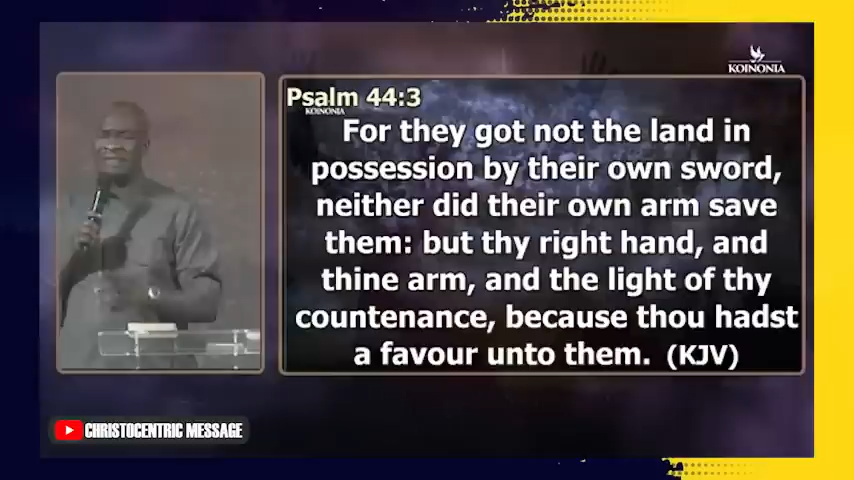 KOINONIA
Psalm 44:3
KOINONIA
For they got not the land in
possession by their own sword,
neither did their own arm save
them: but thy right hand, and
thine arm, and the light of thy
countenance, because thou hadst
a favour unto them. (KJV)
CHRISTOCENTRIC MESSAGE